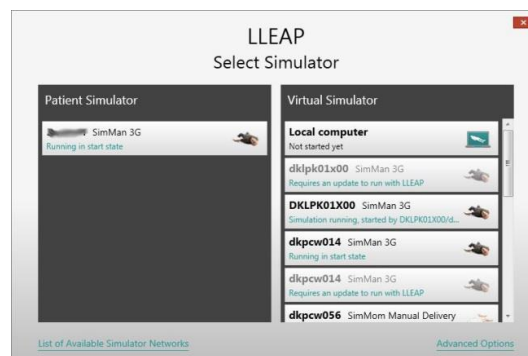 LLEAP
Select Simulator
Patient Simulator
SimMan 3G
Running in start state
Virtual Simulator
Local computer
Not started yet
dklpk01x00 SimMan 3G
Requires an update to run with LLEAP
DKLPK01X00 SimMan 3G
Simulation running, started by DKLPK01X00/d...
dkpcw014 SimMan 3G
Running in start state
dkpcw014 SimMan 3G
Requires an update to run with LLEAP
dkpcw056 SimMom Manual Delivery
List of Available Simulator Networks
Advanced Options